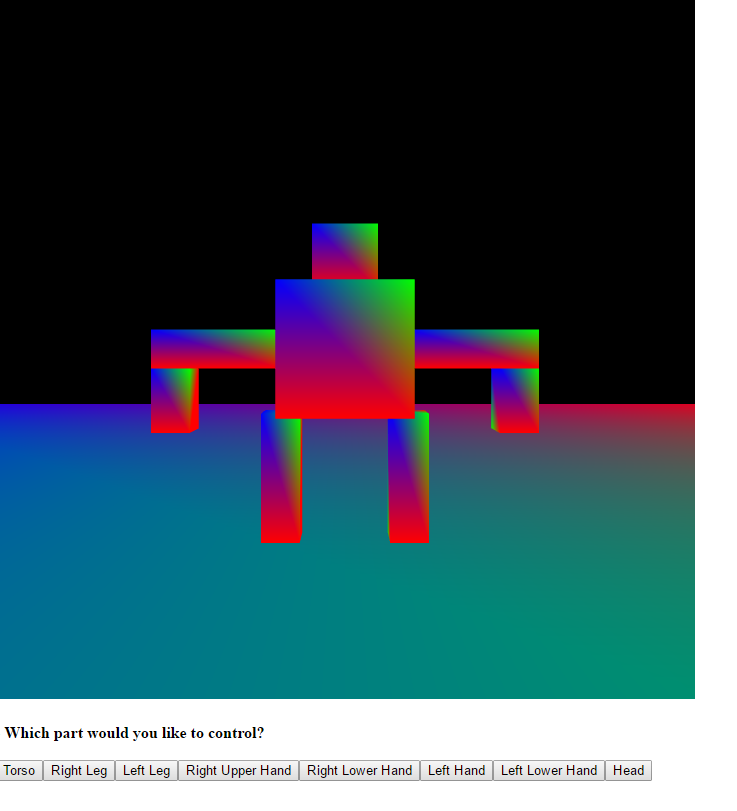 Which part would you like to control?
Torso Right Leg Left Leg Right Upper Hand Right Lower Hand Left Hand Left Lower Hand Head